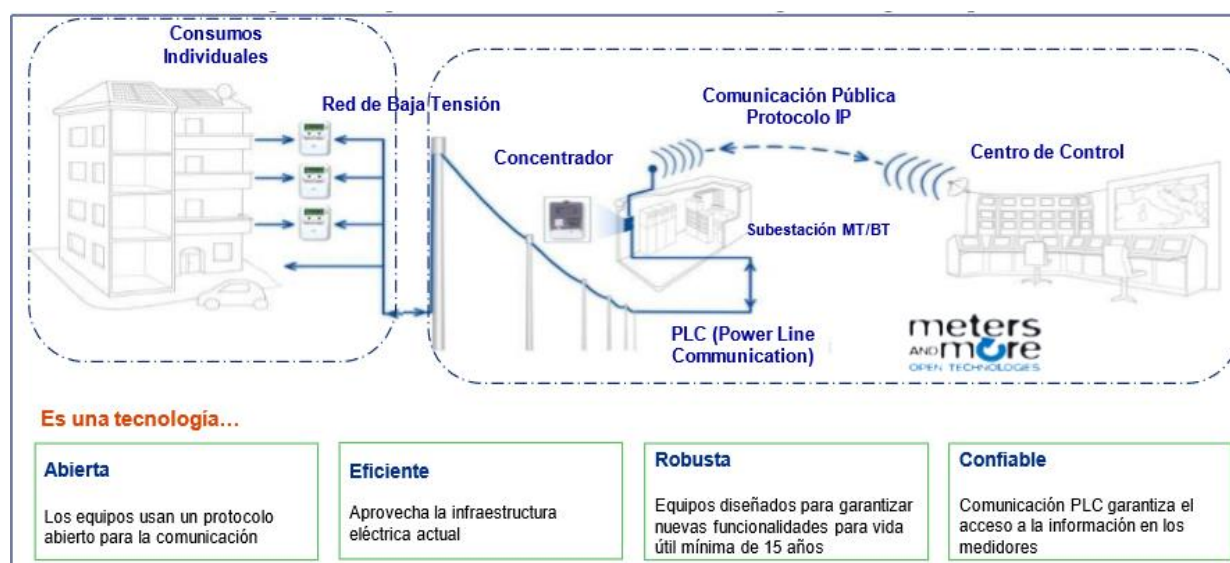 Consumos
Individuales
Red de Baja Tensión
Comunicación Pública
Protocolo IP
Concentrador
Centro de Control
Subestación MT/BT
PLC (Power Line
Communication)
meters
AND more
OPEN TECHNOLOGIES
Es una tecnología...
Abierta
Los equipos usan un protocolo
abierto para la comunicación
Eficiente
Aprovecha la infraestructura
eléctrica actual
Robusta
Equipos diseñados para garantizar
nuevas funcionalidades para vida
útil mínima de 15 años
Confiable
Comunicación PLC garantiza el
acceso a la información en los
medidores